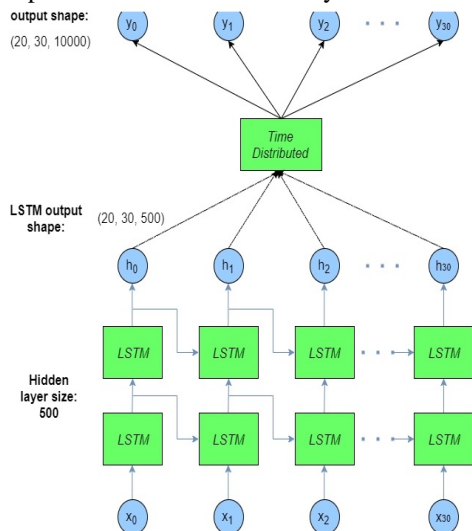 output shape:
(20, 30, 10000)
y0 y1 y2 y30
Time
Distributed
LSTM output
shape:
(20, 30, 500)
h0 h1 h2 h30
LSTM LSTM LSTM LSTM
Hidden
layer size:
500
LSTM LSTM LSTM LSTM
x0 x1 x2 x30